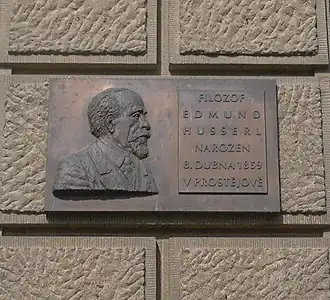 FILOZOF
EDMUND
HUSSERL
NAROZEN
8. DUBNA 1859
V PROSTĚJOVĚ